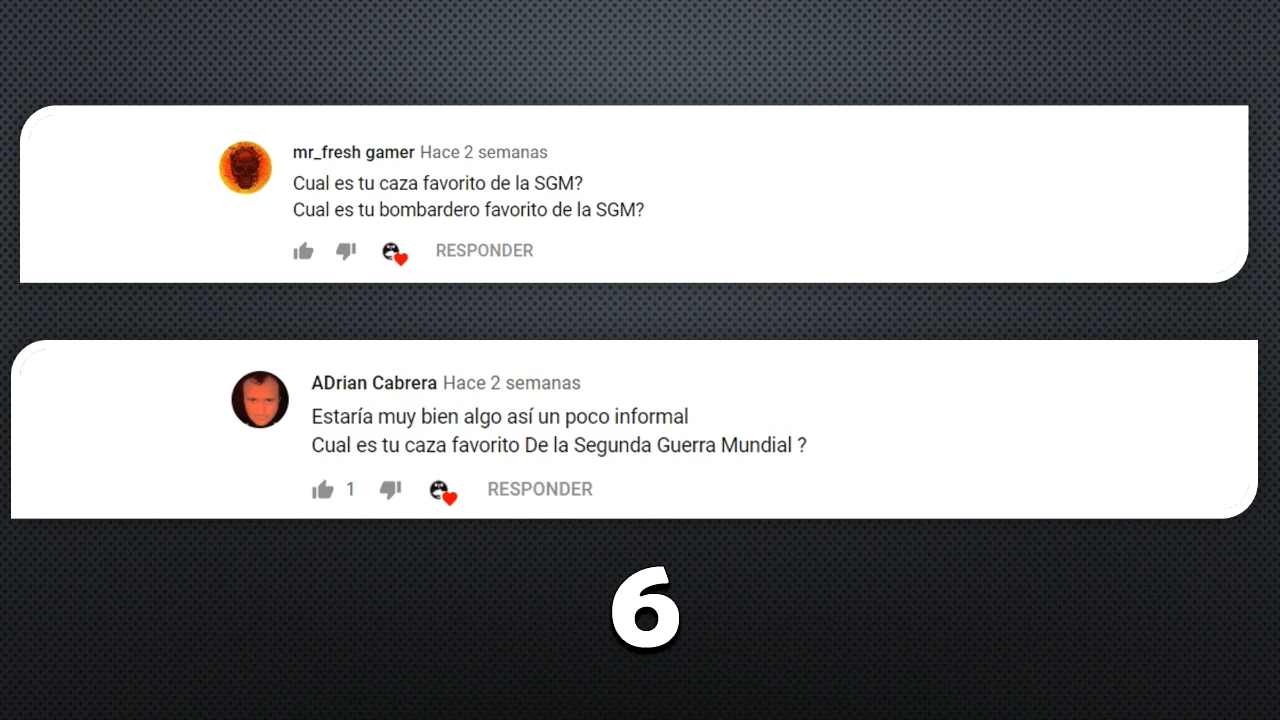 mr_fresh gamer Hace 2 semanas
Cual es tu caza favorito de la SGM?
Cual es tu bombardero favorito de la SGM?
RESPONDER
ADrian Cabrera Hace 2 semanas
Estaría muy bien algo así un poco informal
Cual es tu caza favorito De la Segunda Guerra Mundial ?
1 RESPONDER
6